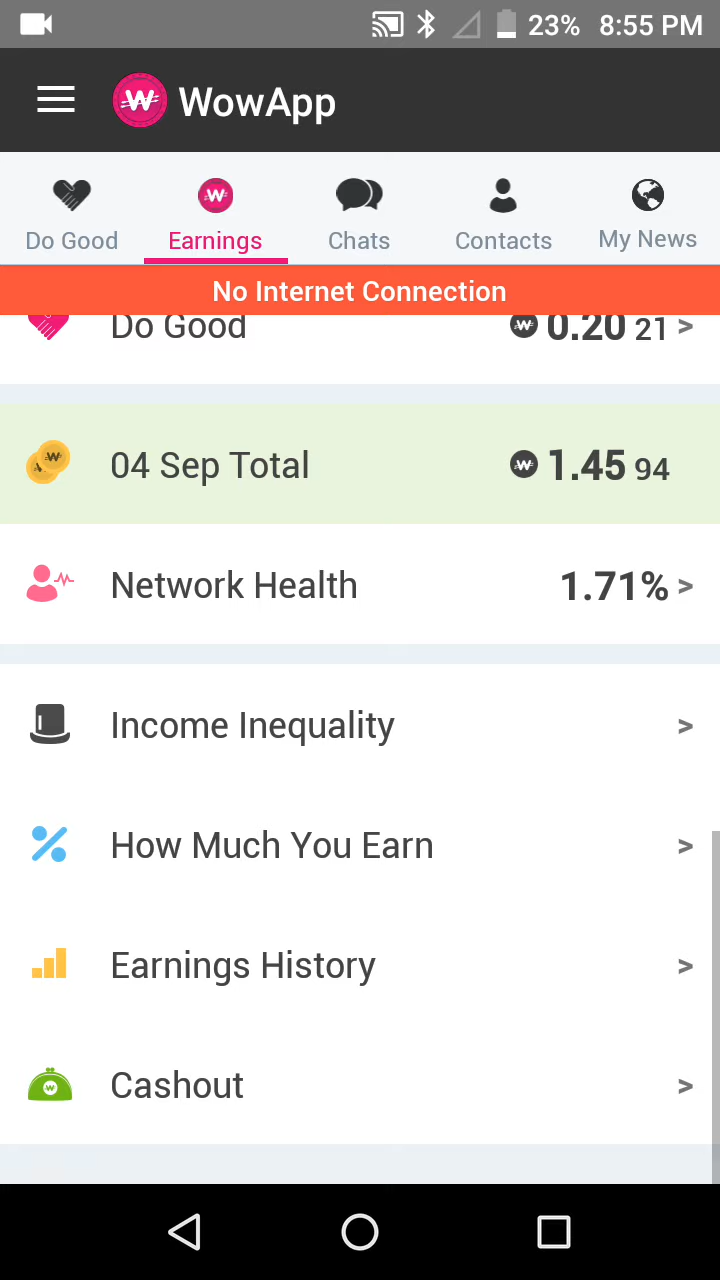 23% 8:55 PM
WowApp
Do Good Earnings Chats Contacts My News
No Internet Connection
Do Good 0.20 21 >
04 Sep Total 1.45 94
Network Health 1.71% >
Income Inequality >
How Much You Earn >
Earnings History >
Cashout >